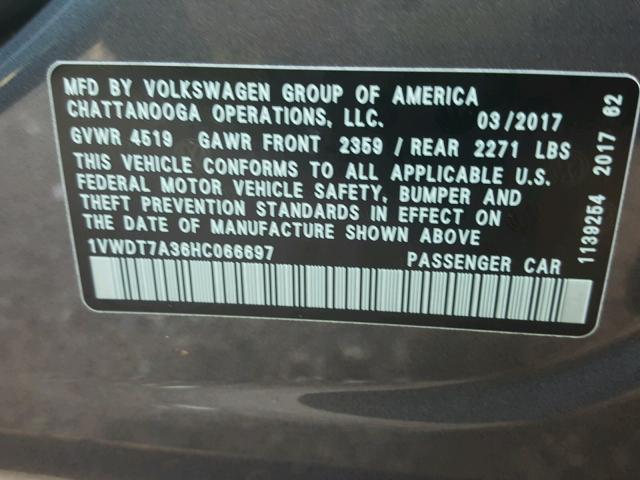 MFD BY VOLKSWAGEN GROUP OF AMERICA
CHATTANOOGA OPERATIONS, LLC. 03/2017
GVWR 4519 GAWR FRONT 2359 / REAR 2271 LBS
THIS VEHICLE CONFORMS TO ALL APPLICABLE U.S.
FEDERAL MOTOR VEHICLE SAFETY, BUMPER AND
THEFT PREVENTION STANDARDS IN EFFECT ON
THE DATE OF MANUFACTURE SHOWN ABOVE.
1VWDT7A36HC066697 PASSENGER CAR
1139254 2017 62